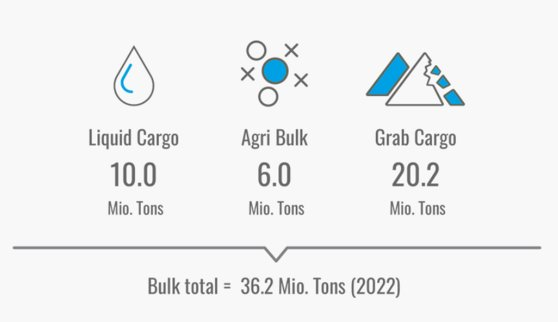 Liquid Cargo
10.0
Mio. Tons
Agri Bulk
6.0
Mio. Tons
Grab Cargo
20.2
Mio. Tons
Bulk total = 36.2 Mio. Tons (2022)